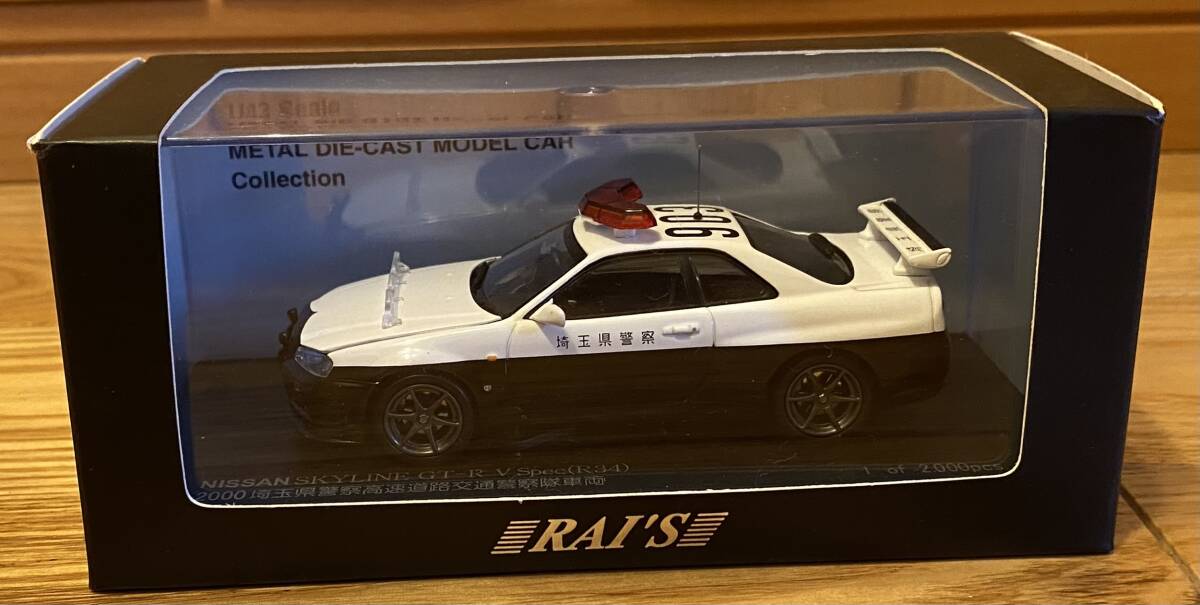 METAL DIE-CAST MODEL CAR
Collection
903
埼玉県警察
NISSAN SKYLINE GT-R V Spec(R34)
1 of 2000pcs
2000 埼玉県警察高速道路交通警察隊車両
RAI'S